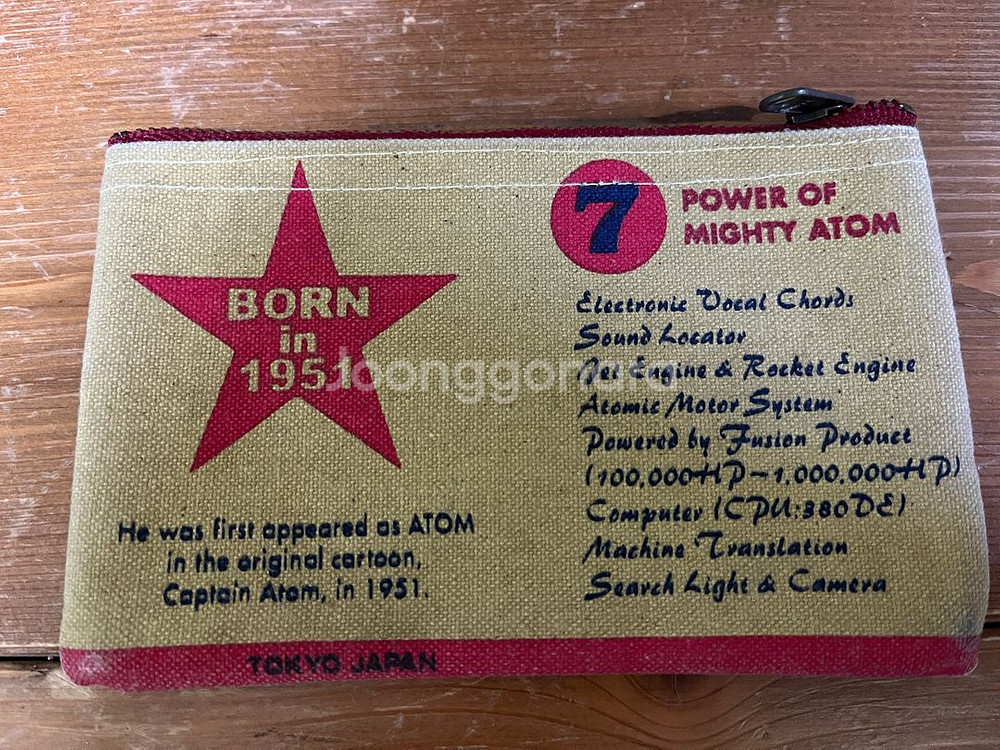 BORN
in
1951
He was first appeared as ATOM
in the original cartoon,
Captain Atom, in 1951.
7
POWER OF
MIGHTY ATOM
Electronic Vocal Chords
Sound Locator
Jet Engine & Rocket Engine
Atomic Motor System
Powered by Fusion Product
(100,000HP-1,000,000HP)
Computer (CPU:380DE)
Machine Translation
Search Light & Camera
TOKYO JAPAN